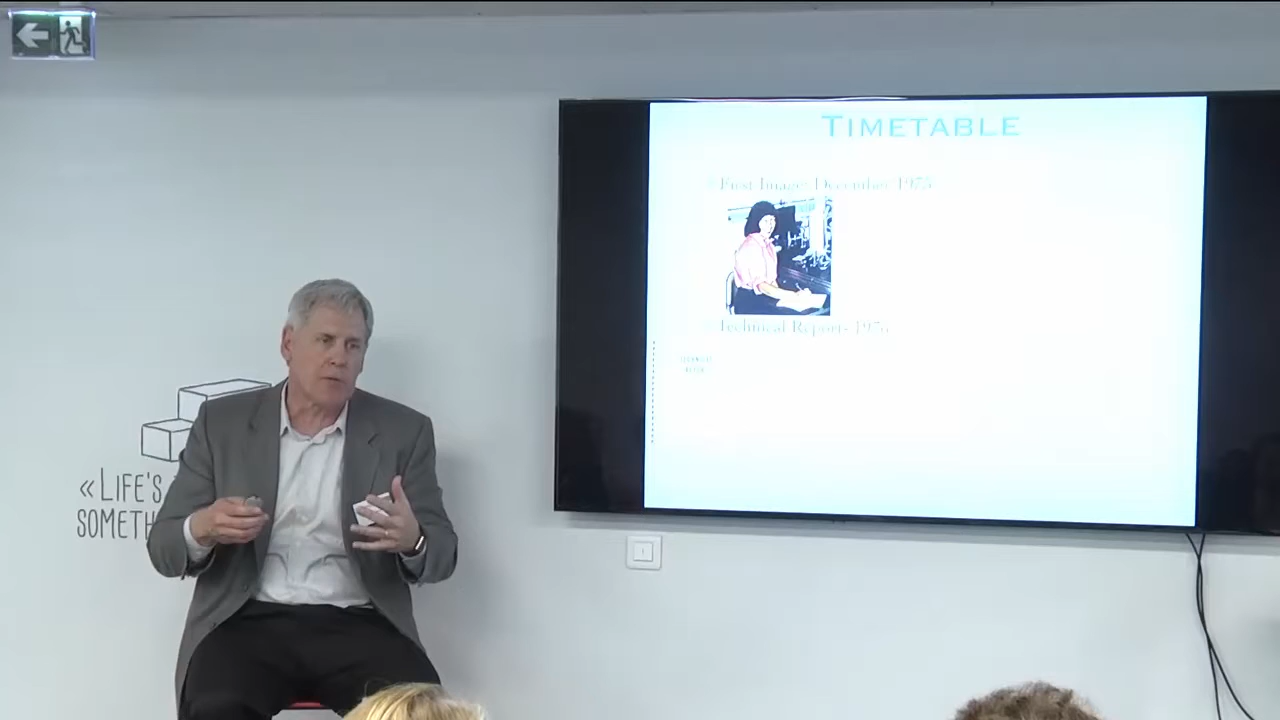 TIMETABLE
First Image: December 1975
Technical Reports 1976
« LIFE'S
SOMETH